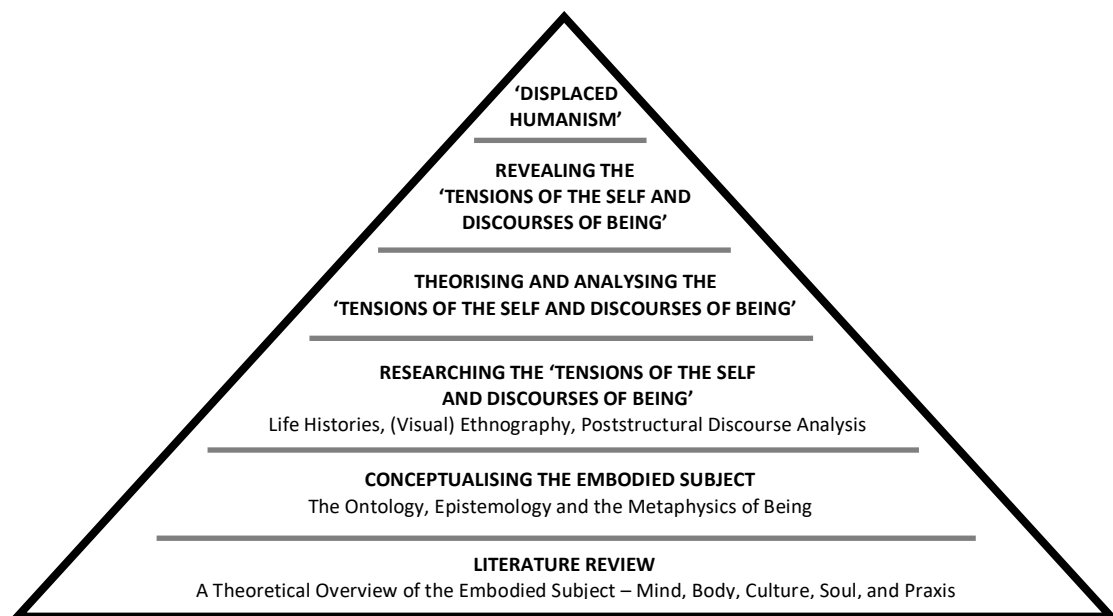 ‘DISPLACED
HUMANISM’
REVEALING THE
‘TENSIONS OF THE SELF AND
DISCOURSES OF BEING’
THEORISING AND ANALYSING THE
‘TENSIONS OF THE SELF AND DISCOURSES OF BEING’
RESEARCHING THE ‘TENSIONS OF THE SELF
AND DISCOURSES OF BEING’
Life Histories, (Visual) Ethnography, Poststructural Discourse Analysis
CONCEPTUALISING THE EMBODIED SUBJECT
The Ontology, Epistemology and the Metaphysics of Being
LITERATURE REVIEW
A Theoretical Overview of the Embodied Subject – Mind, Body, Culture, Soul, and Praxis